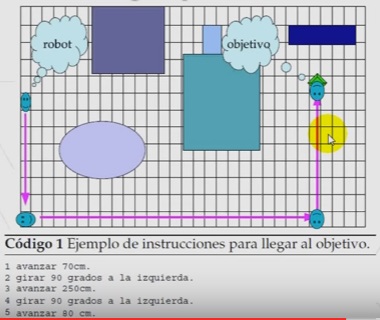 robot
objetivo
Código 1 Ejemplo de instrucciones para llegar al objetivo.
1 avanzar 70cm.
2 girar 90 grados a la izquierda.
3 avanzar 250cm.
4 girar 90 grados a la izquierda.
5 avanzar 80 cm.